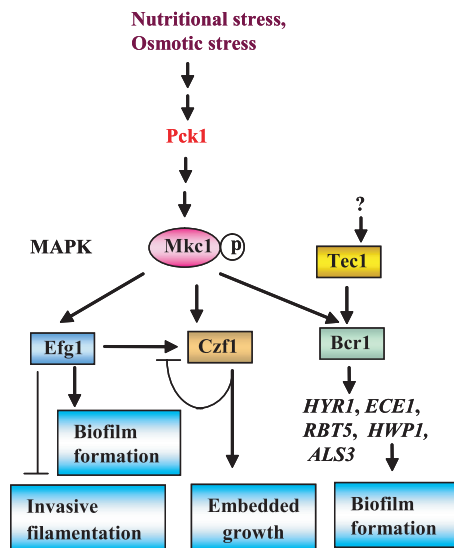 Nutritional stress,
Osmotic stress
Pck1
MAPK
Mkc1
p
?
Tec1
Efg1
Czf1
Bcr1
HYR1, ECE1,
RBT5, HWP1,
ALS3
Biofilm
formation
Invasive
filamentation
Embedded
growth
Biofilm
formation